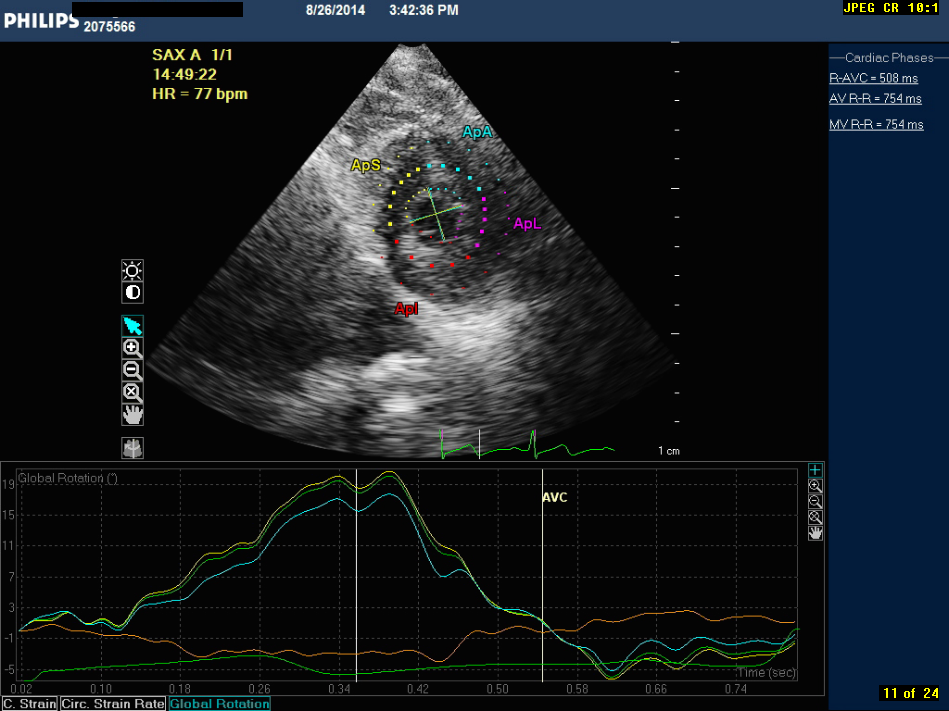 PHILIPS
2075566
8/26/2014 3:42:36 PM
JPEG CR 10:1
SAX A 1/1
14:49:22
HR = 77 bpm
Cardiac Phases
R-AVC = 508 ms
AV R-R = 754 ms
MV R-R = 754 ms
ApA
ApS
ApL
ApI
1 cm
Global Rotation (°)
AVC
19
15
11
7
3
-1
-5
Time (sec)
0.02 0.10 0.18 0.26 0.34 0.42 0.50 0.58 0.66 0.74
11 of 24
C. Strain Circ. Strain Rate Global Rotation